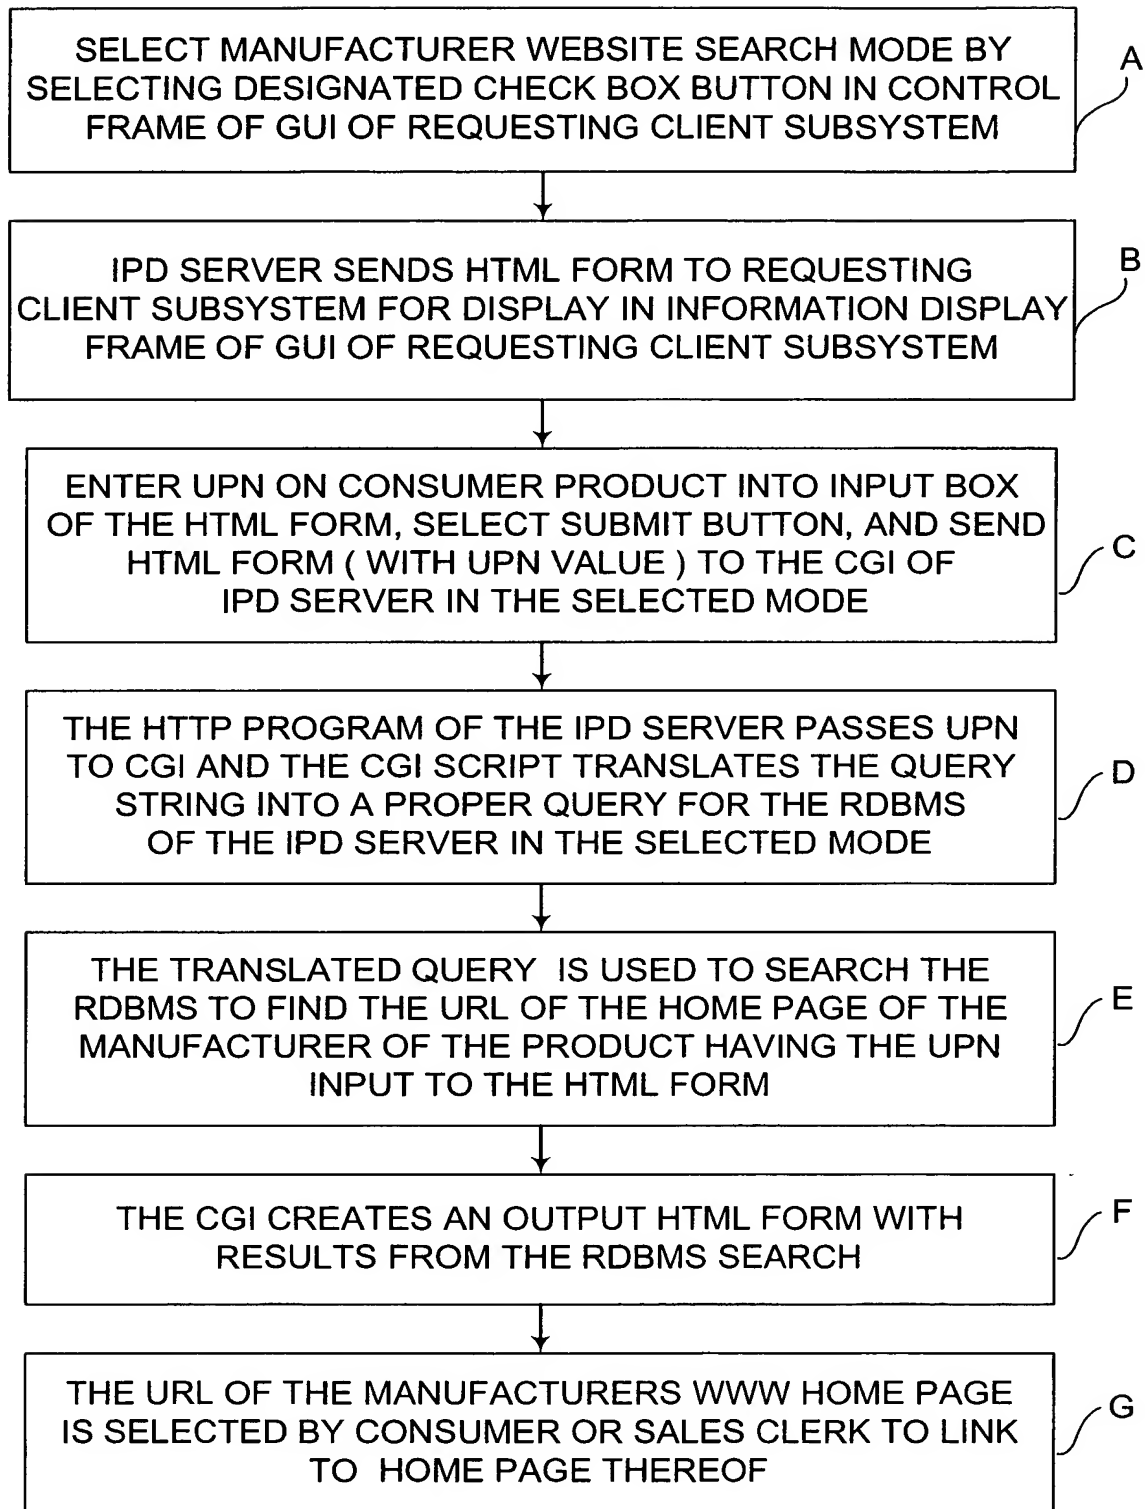 SELECT MANUFACTURER WEBSITE SEARCH MODE BY
SELECTING DESIGNATED CHECK BOX BUTTON IN CONTROL
FRAME OF GUI OF REQUESTING CLIENT SUBSYSTEM
A
IPD SERVER SENDS HTML FORM TO REQUESTING
CLIENT SUBSYSTEM FOR DISPLAY IN INFORMATION DISPLAY
FRAME OF GUI OF REQUESTING CLIENT SUBSYSTEM
B
ENTER UPN ON CONSUMER PRODUCT INTO INPUT BOX
OF THE HTML FORM, SELECT SUBMIT BUTTON, AND SEND
HTML FORM ( WITH UPN VALUE ) TO THE CGI OF
IPD SERVER IN THE SELECTED MODE
C
THE HTTP PROGRAM OF THE IPD SERVER PASSES UPN
TO CGI AND THE CGI SCRIPT TRANSLATES THE QUERY
STRING INTO A PROPER QUERY FOR THE RDBMS
OF THE IPD SERVER IN THE SELECTED MODE
D
THE TRANSLATED QUERY IS USED TO SEARCH THE
RDBMS TO FIND THE URL OF THE HOME PAGE OF THE
MANUFACTURER OF THE PRODUCT HAVING THE UPN
INPUT TO THE HTML FORM
E
THE CGI CREATES AN OUTPUT HTML FORM WITH
RESULTS FROM THE RDBMS SEARCH
F
THE URL OF THE MANUFACTURERS WWW HOME PAGE
IS SELECTED BY CONSUMER OR SALES CLERK TO LINK
TO HOME PAGE THEREOF
G